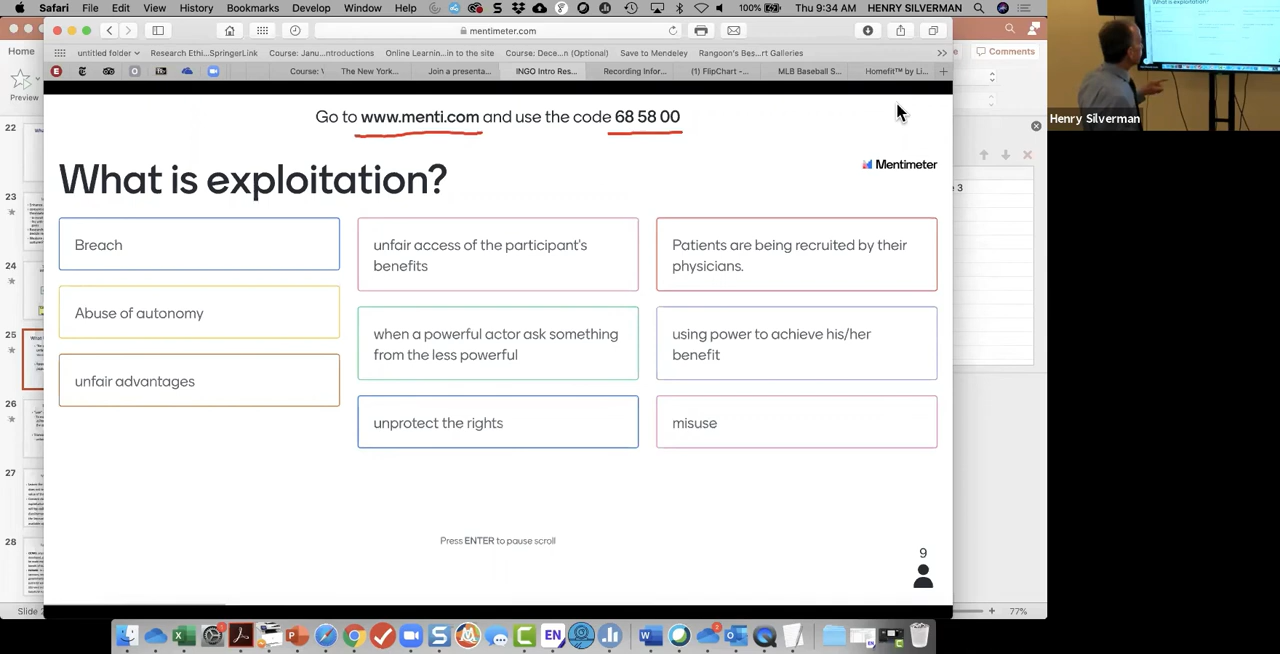 Safari File Edit View History Bookmarks Develop Window Help 100% Thu 9:34 AM HENRY SILVERMAN
mentimeter.com
untitled folder Research Ethi...SpringerLink Course: Janu...ntroductions Online Learnin...in to the site Course: Dece...n (Optional) Save to Mendeley Rangoon's Bes...rt Galleries
Course: \ The New York... Join a presenta... INGO Intro Res... Recording Infor... (1) FlipChart -... MLB Baseball S... Homefit™ by Li...
Home
Comments
Preview
Henry Silverman
Go to www.menti.com and use the code 68 58 00
What is exploitation?
Mentimeter
Breach
Abuse of autonomy
unfair advantages
unfair access of the participant's
benefits
when a powerful actor ask something
from the less powerful
unprotect the rights
Patients are being recruited by their
physicians.
using power to achieve his/her
benefit
misuse
Press ENTER to pause scroll
9
22
23
24
25
26
27
28
Slide
77%